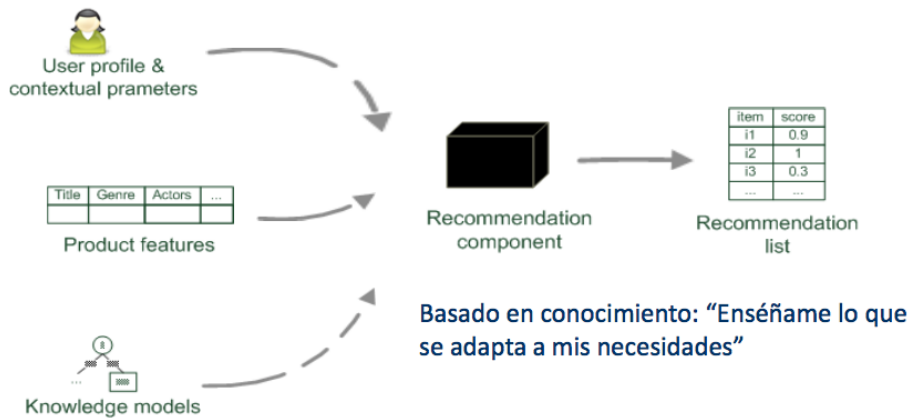 User profile &
contextual prameters
Title Genre Actors ...
Product features
...
Knowledge models
Recommendation
component
item score
i1 0.9
i2 1
i3 0.3
... ...
Recommendation
list
Basado en conocimiento: “Enséñame lo que
se adapta a mis necesidades”